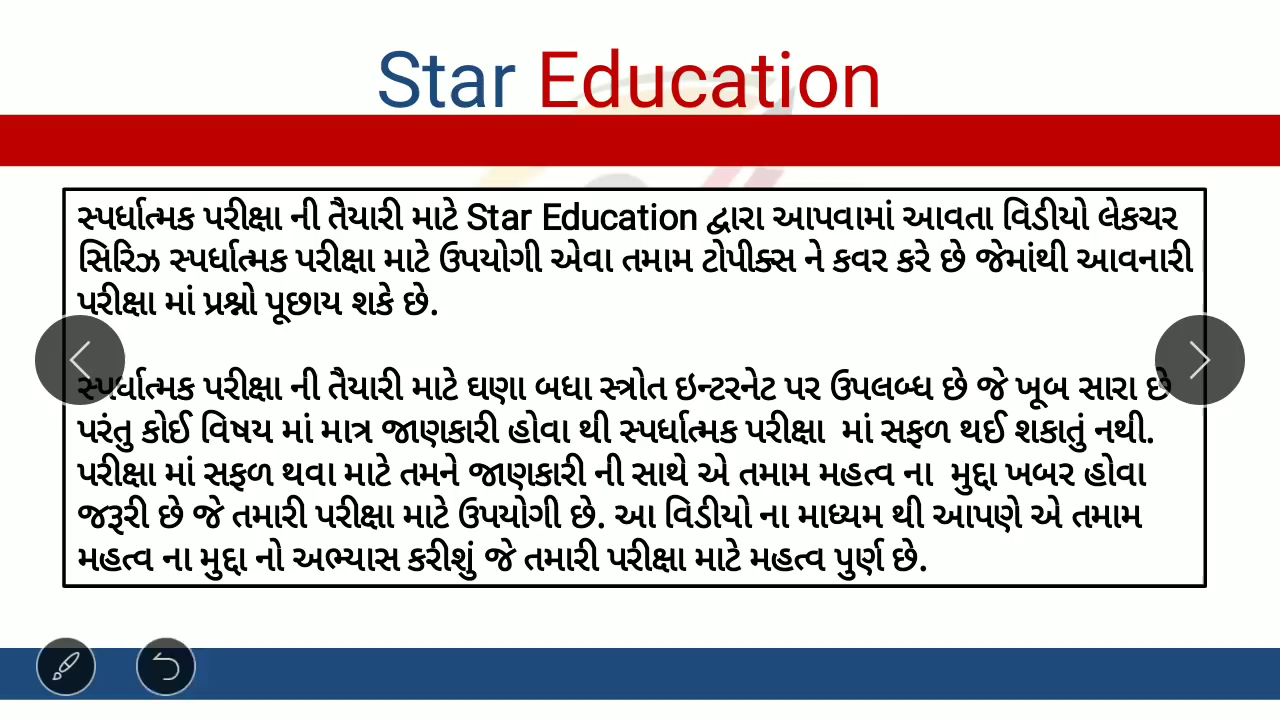 Star Education
સ્પર્ધાત્મક પરીક્ષા ની તૈયારી માટે Star Education દ્વારા આપવામાં આવતા વિડીયો લેકચર
સિરિઝ સ્પર્ધાત્મક પરીક્ષા માટે ઉપયોગી એવા તમામ ટોપીક્સ ને કવર કરે છે જેમાંથી આવનારી
પરીક્ષા માં પ્રશ્નો પૂછાય શકે છે.
સ્પર્ધાત્મક પરીક્ષા ની તૈયારી માટે ઘણા બધા સ્ત્રોત ઇન્ટરનેટ પર ઉપલબ્ધ છે જે ખૂબ સારા છે
પરંતુ કોઈ વિષય માં માત્ર જાણકારી હોવા થી સ્પર્ધાત્મક પરીક્ષા  માં સફળ થઈ શકાતું નથી.
પરીક્ષા માં સફળ થવા માટે તમને જાણકારી ની સાથે એ તમામ મહત્વ ના  મુદ્દા ખબર હોવા
જરૂરી છે જે તમારી પરીક્ષા માટે ઉપયોગી છે. આ વિડીયો ના માધ્યમ થી આપણે એ તમામ
મહત્વ ના મુદ્દા નો અભ્યાસ કરીશું જે તમારી પરીક્ષા માટે મહત્વ પુર્ણ છે.